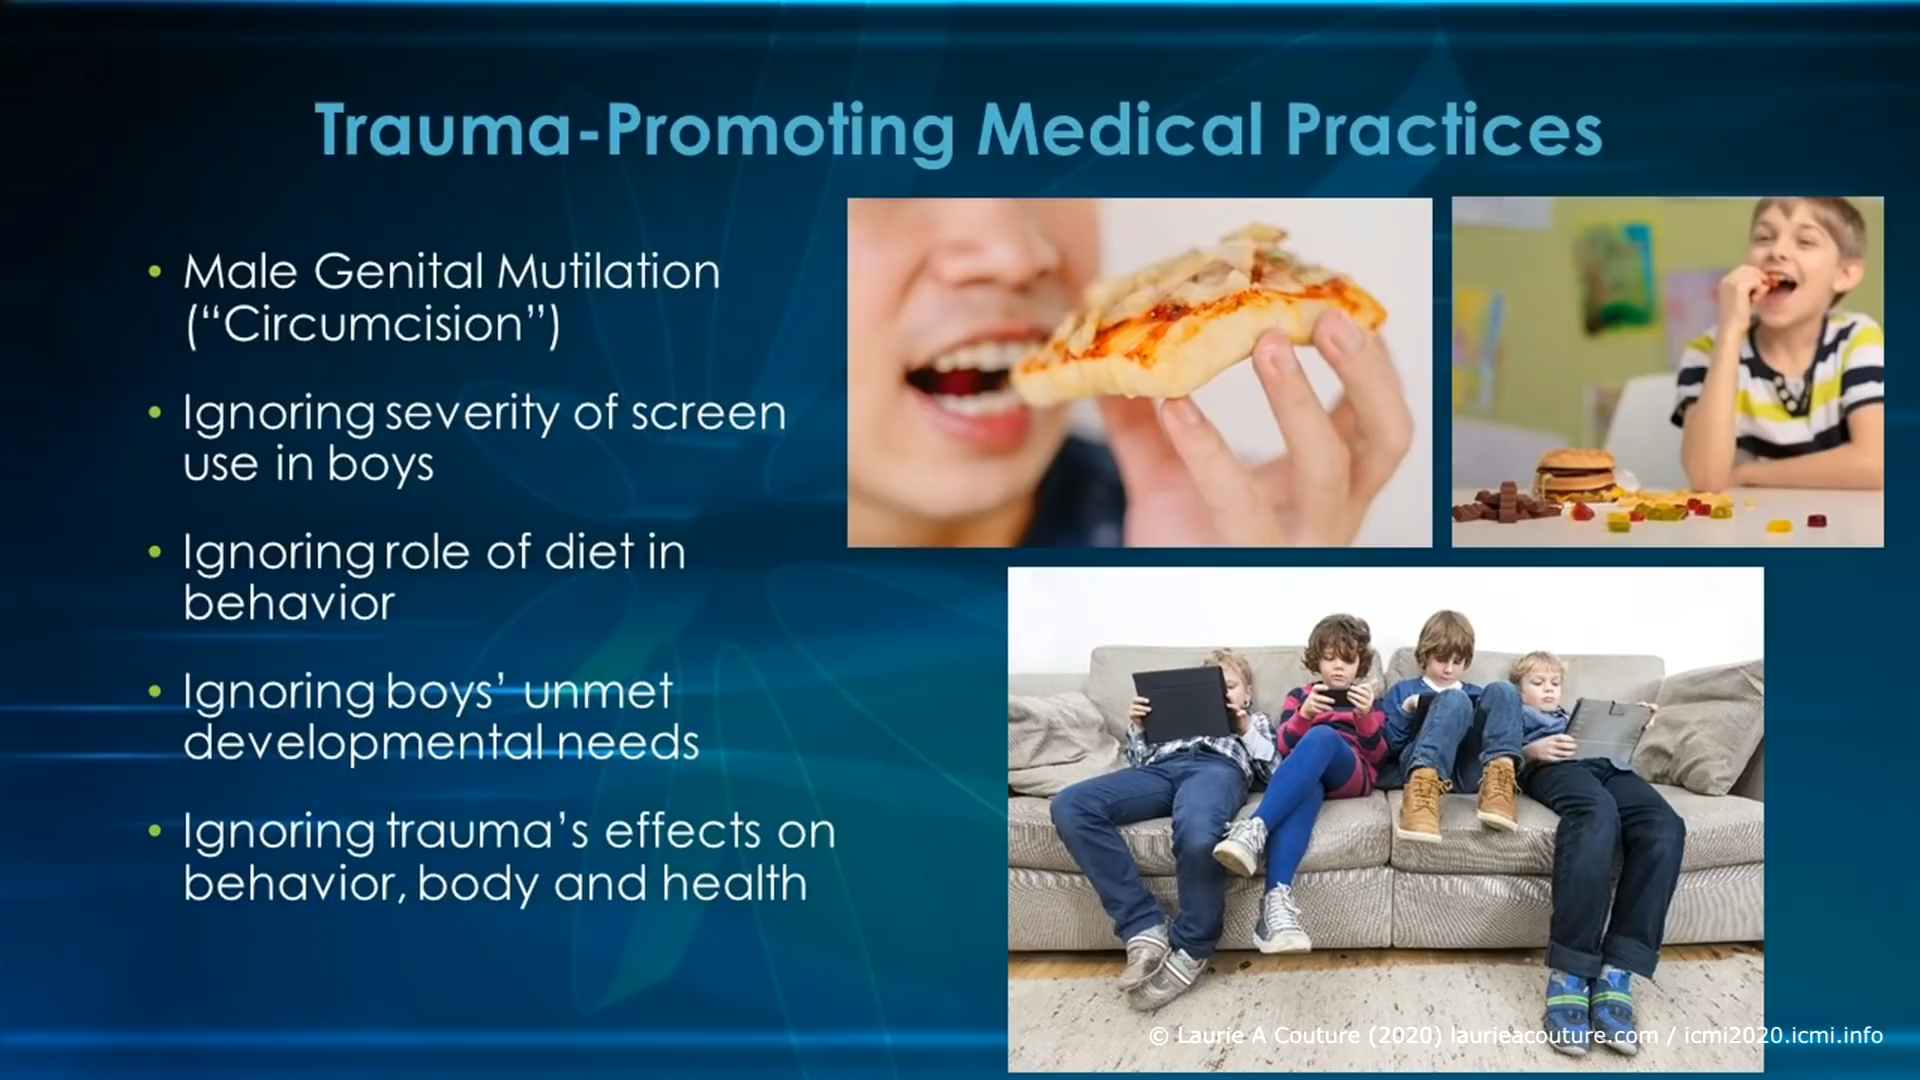 Trauma-Promoting Medical Practices
• Male Genital Mutilation
(“Circumcision”)
• Ignoring severity of screen
use in boys
• Ignoring role of diet in
behavior
• Ignoring boys’ unmet
developmental needs
• Ignoring trauma’s effects on
behavior, body and health
© Laurie A Couture (2020) laurieacouture.com / icmi2020.icmi.info